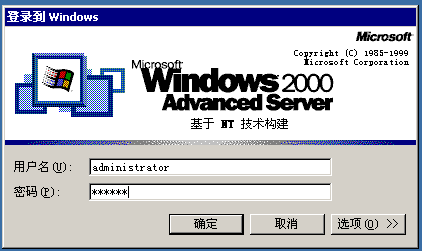 登录到 Windows
Microsoft
Copyright (C) 1985-1999
Microsoft Corporation
Microsoft
Windows 2000
Advanced Server
基于 NT 技术构建
用户名(U): administrator
密码(P): ******
确定 取消 选项(O) >>